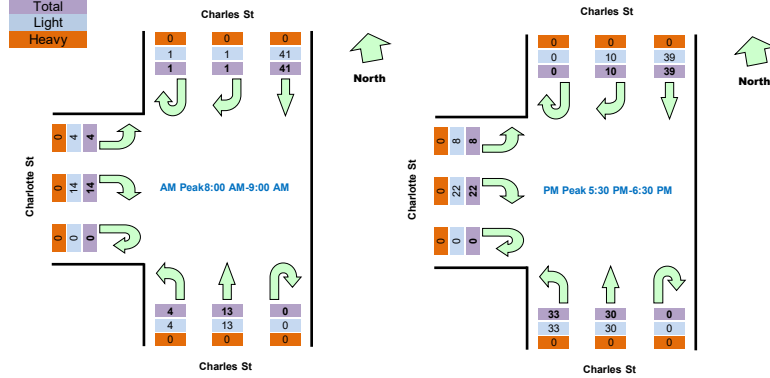 Total
Light
Heavy
Charles St
0 0 0
1 1 41
1 1 41
North
Charlotte St
0 4 4
0 14 14
0 0 0
AM Peak8:00 AM-9:00 AM
4 13 0
4 13 0
0 0 0
Charles St
Charles St
0 0 0
0 10 39
0 10 39
North
Charlotte St
0 8 8
0 22 22
0 0 0
PM Peak 5:30 PM-6:30 PM
33 30 0
33 30 0
0 0 0
Charles St